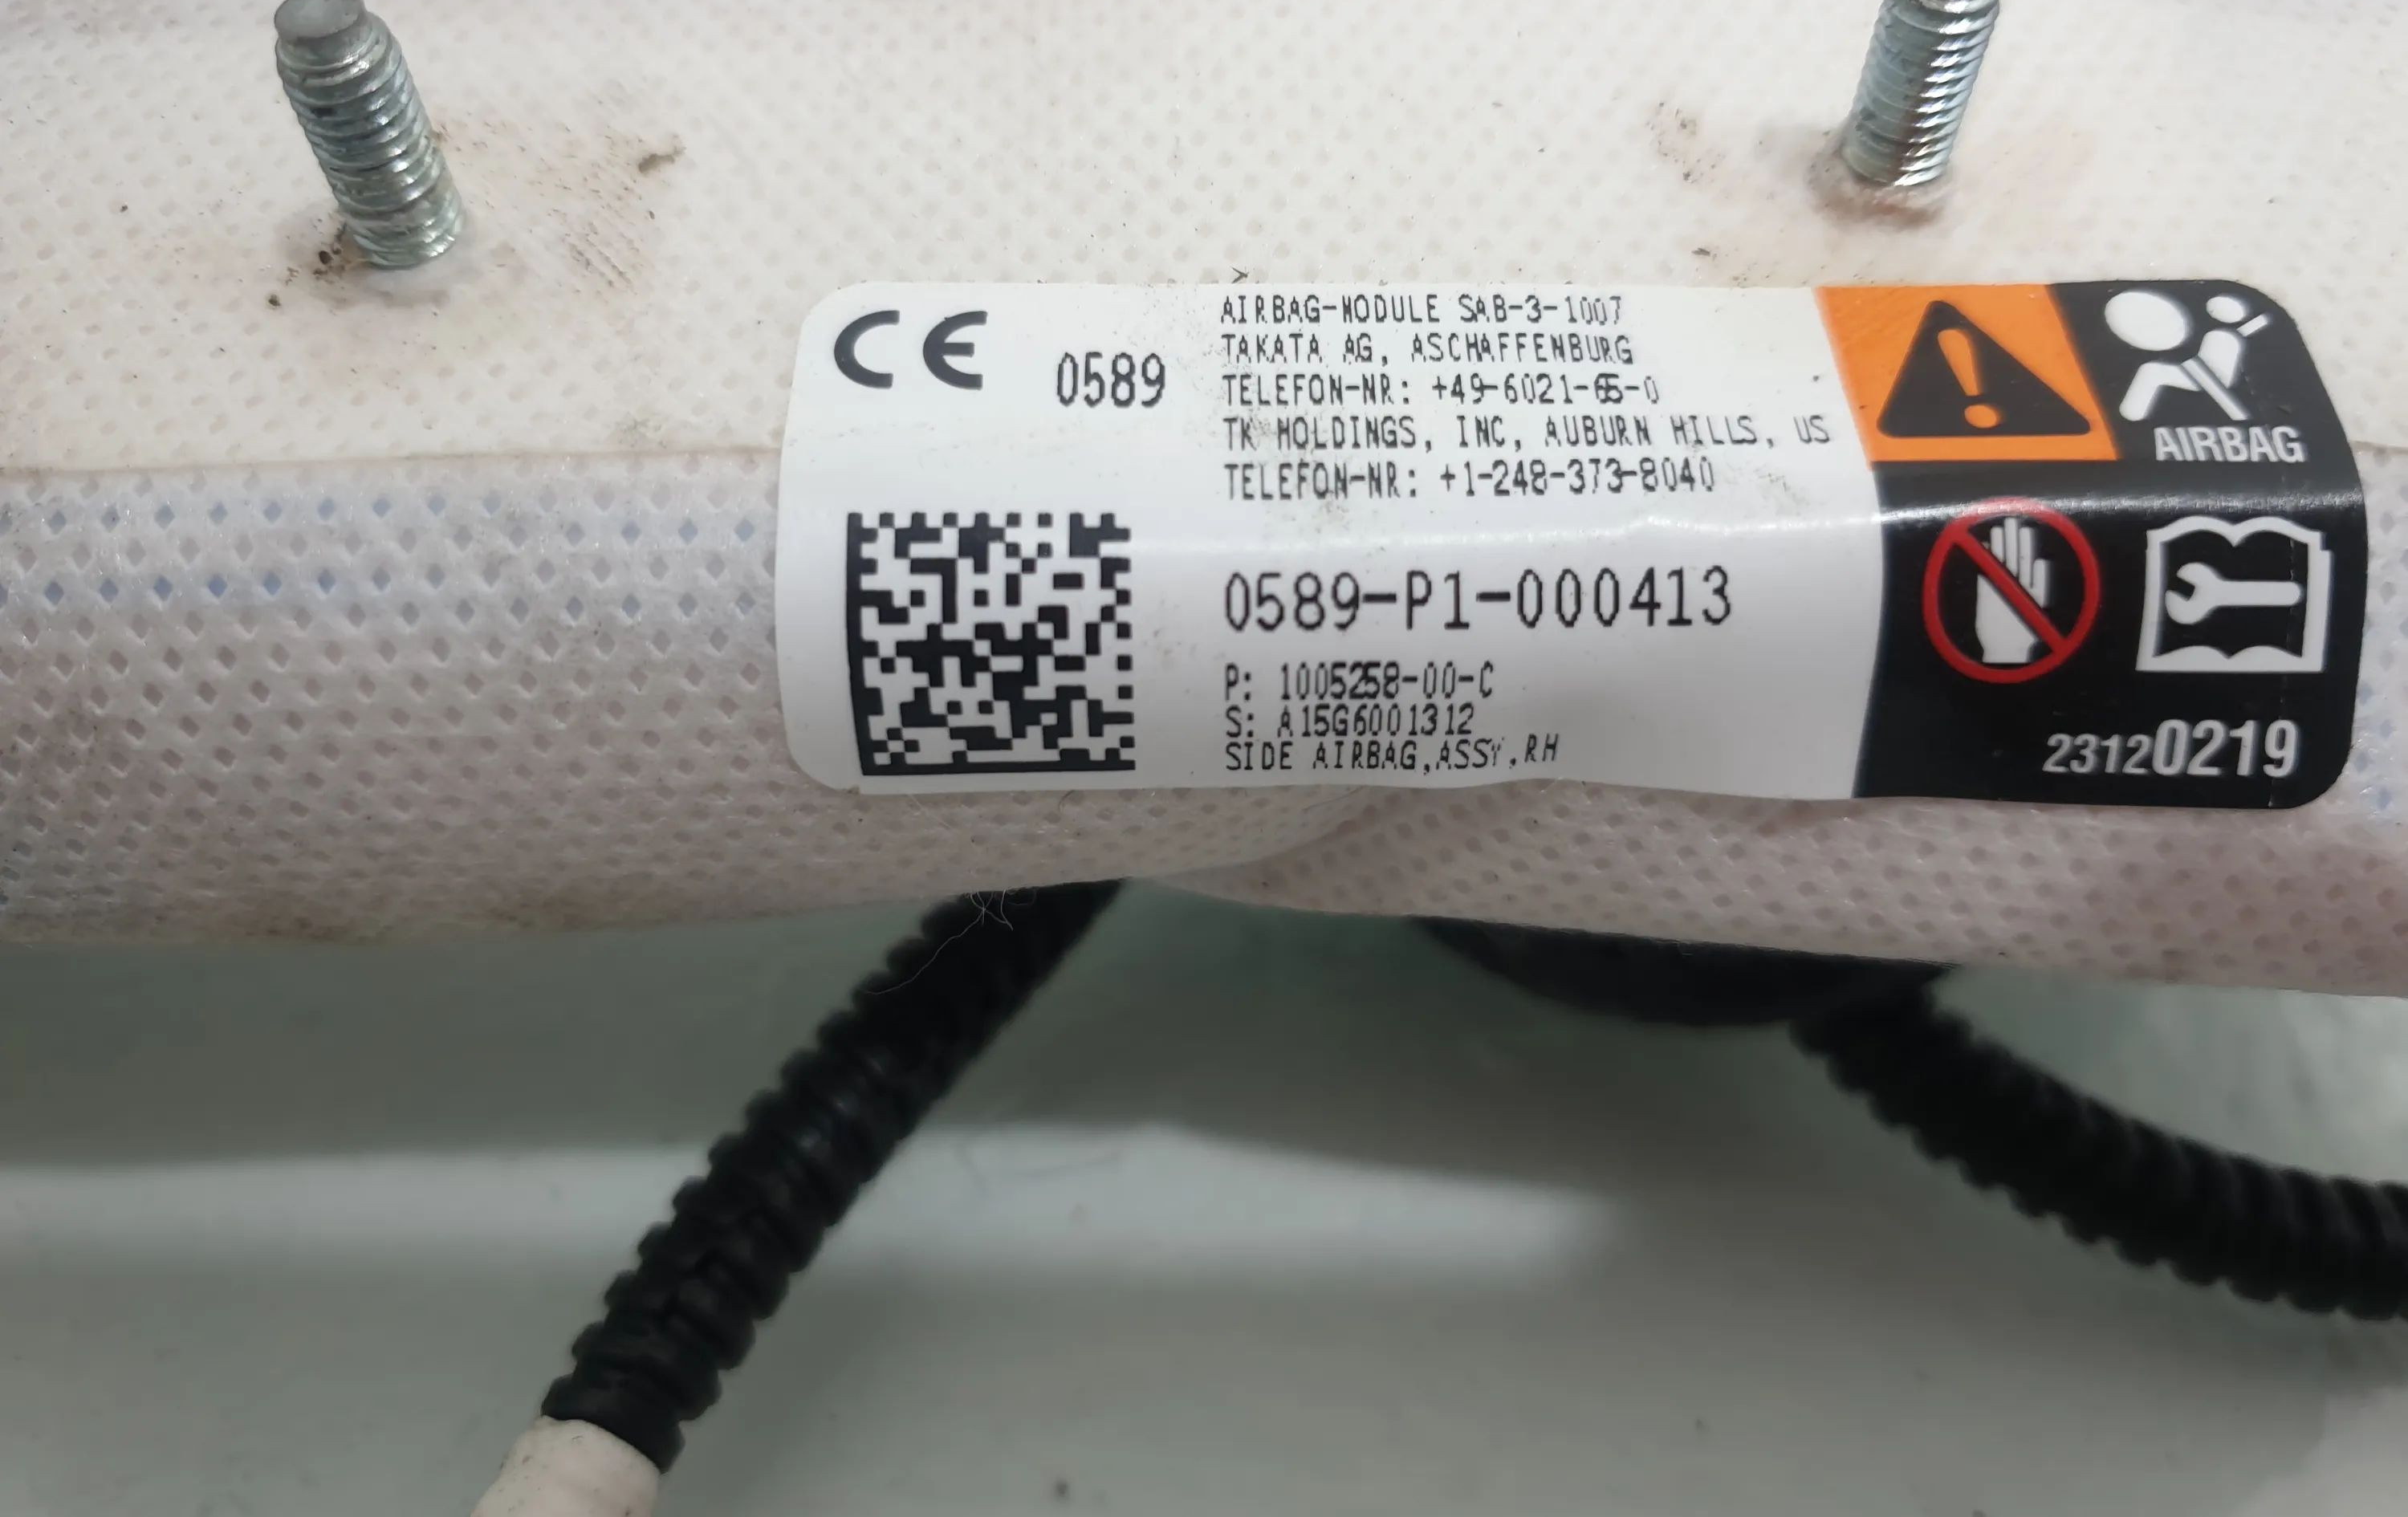 CE 0589
AIRBAG-MODULE SAB-3-1007
TAKATA AG, ASCHAFFENBURG
TELEFON-NR: +49-6021-65-0
TK HOLDINGS, INC, AUBURN HILLS, US
TELEFON-NR: +1-248-373-8040
0589-P1-000413
P: 1005258-00-C
S: A15G6001312
SIDE AIRBAG,ASSY,RH
AIRBAG
23120219